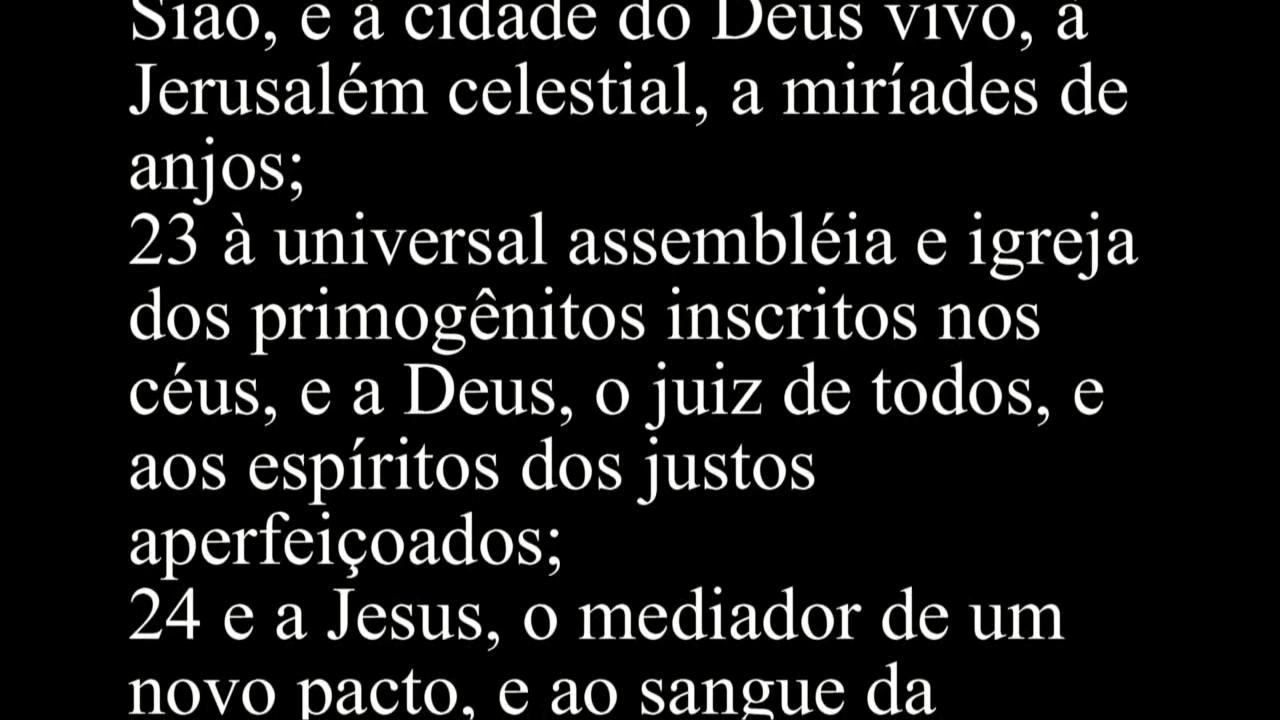 Sião, e à cidade do Deus vivo, à
Jerusalém celestial, a miríades de
anjos;
23 à universal assembléia e igreja
dos primogênitos inscritos nos
céus, e a Deus, o juiz de todos, e
aos espíritos dos justos
aperfeiçoados;
24 e a Jesus, o mediador de um
novo pacto, e ao sangue da